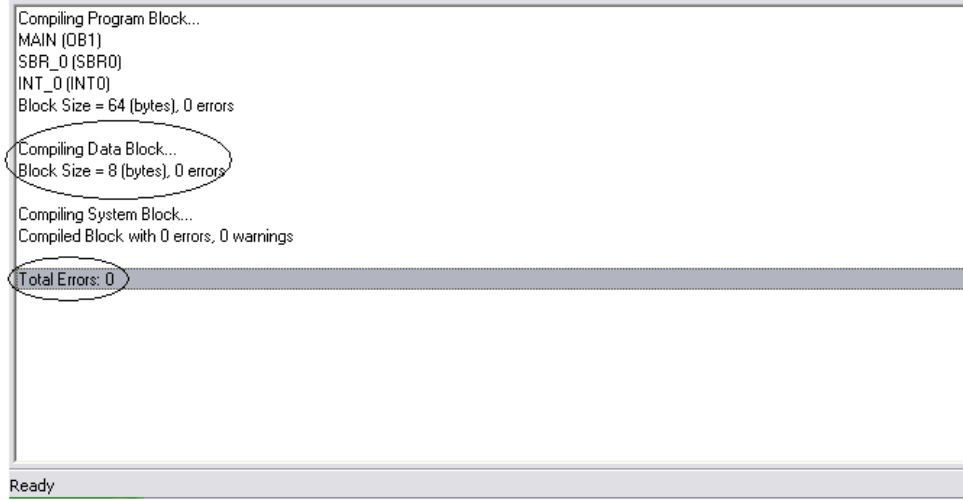 Compiling Program Block...
MAIN (OB1)
SBR_0 (SBR0)
INT_0 (INT0)
Block Size = 64 (bytes), 0 errors
Compiling Data Block...
Block Size = 8 (bytes), 0 errors
Compiling System Block...
Compiled Block with 0 errors, 0 warnings
Total Errors: 0
Ready